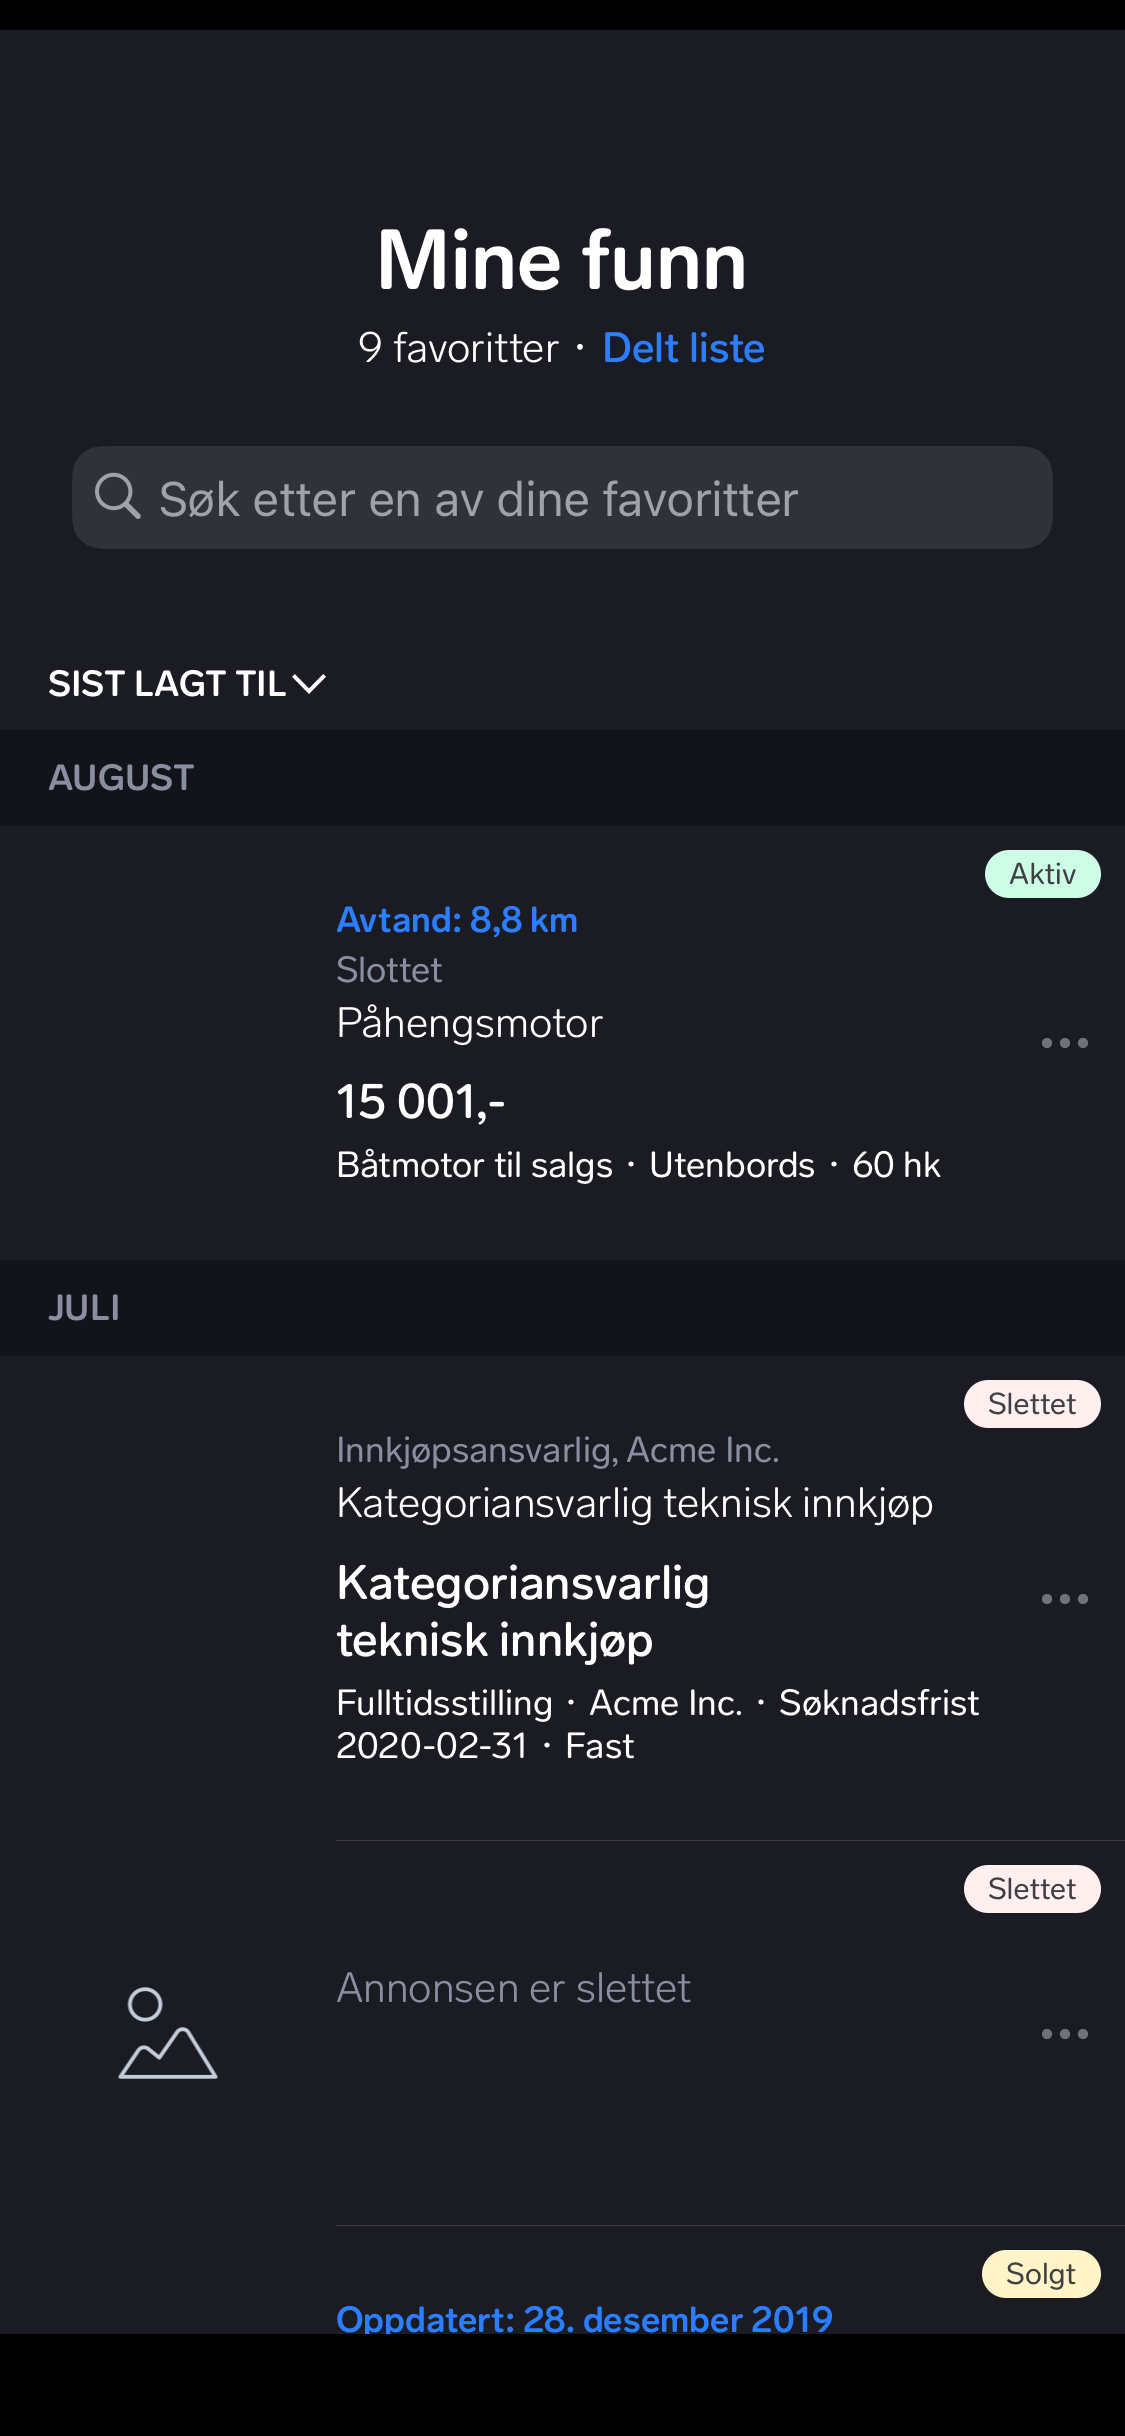 Mine funn
9 favoritter · Delt liste
Søk etter en av dine favoritter
SIST LAGT TIL
AUGUST
Aktiv
Avtand: 8,8 km
Slottet
Påhengsmotor
15 001,-
Båtmotor til salgs · Utenbords · 60 hk
JULI
Slettet
Innkjøpsansvarlig, Acme Inc.
Kategoriansvarlig teknisk innkjøp
Kategoriansvarlig
teknisk innkjøp
Fulltidsstilling · Acme Inc. · Søknadsfrist
2020-02-31 · Fast
Slettet
Annonsen er slettet
Solgt
Oppdatert: 28. desember 2019